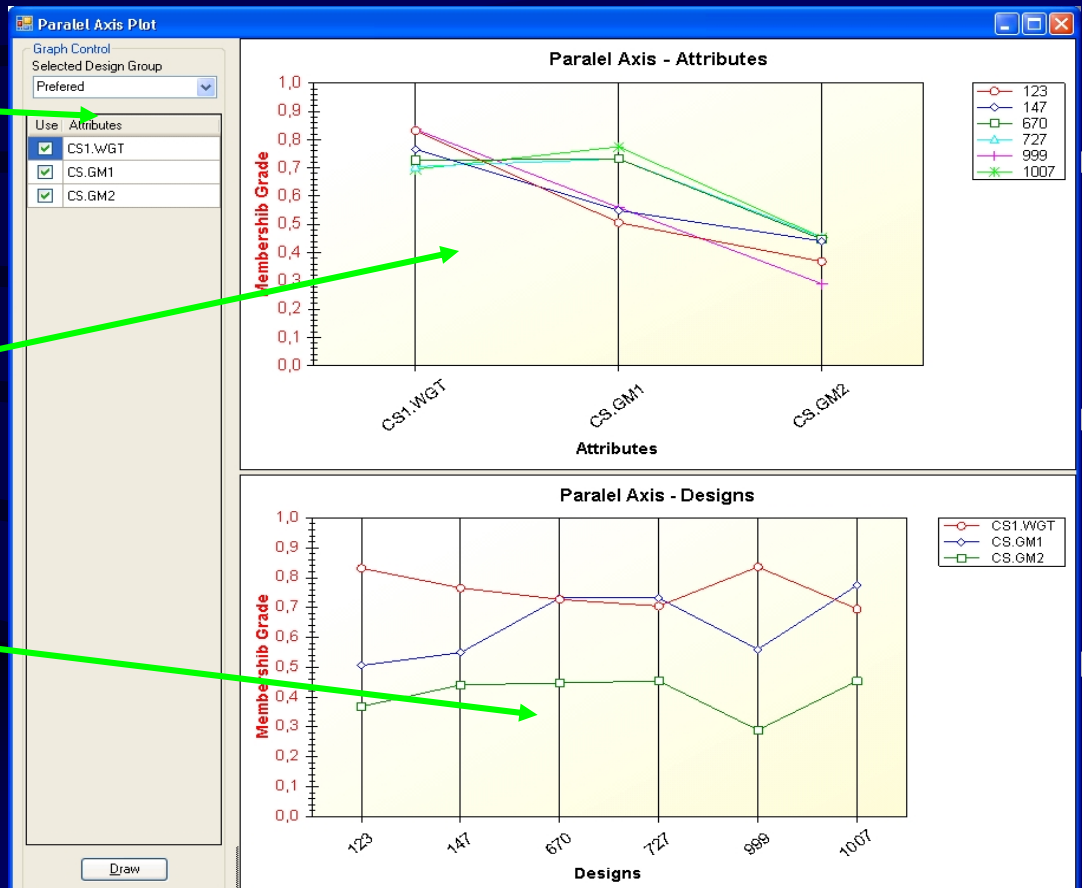 Paralel Axis Plot
Graph Control
Selected Design Group
Prefered
Use Attributes
CS1.WGT
CS.GM1
CS.GM2
Draw
Paralel Axis - Attributes
Membershib Grade
1,0
0,9
0,8
0,7
0,6
0,5
0,4
0,3
0,2
0,1
0,0
CS1.WGT
CS.GM1
CS.GM2
Attributes
123
147
670
727
999
1007
Paralel Axis - Designs
Membershib Grade
1,0
0,9
0,8
0,7
0,6
0,5
0,4
0,3
0,2
0,1
0,0
123
147
670
727
999
1007
Designs
CS1.WGT
CS.GM1
CS.GM2